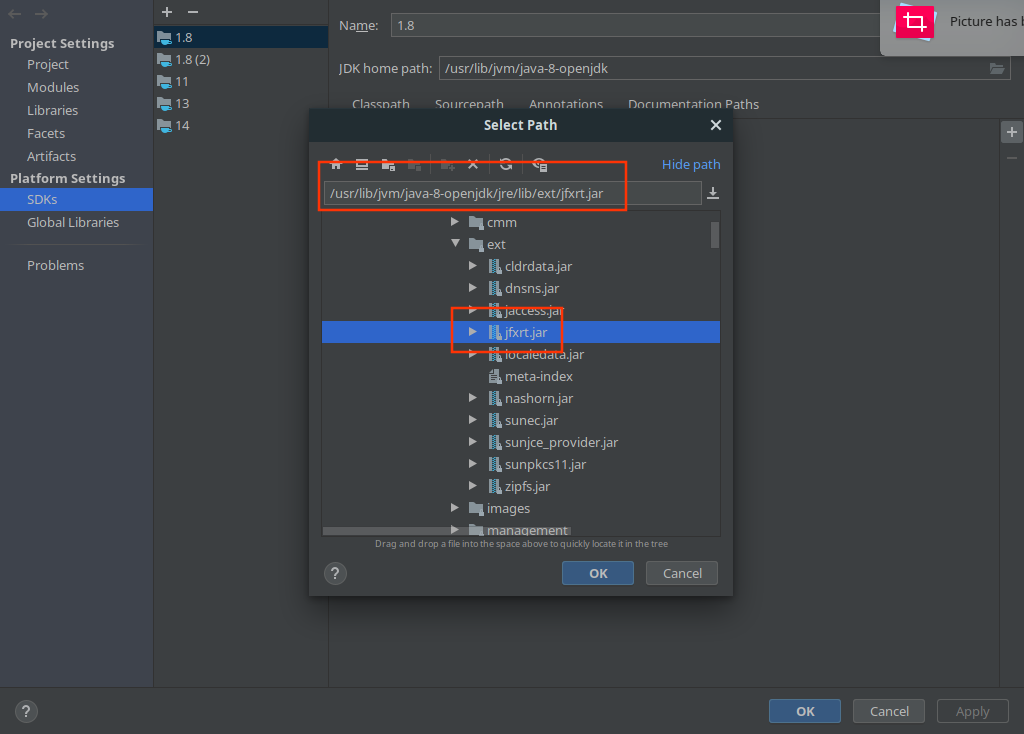 Project Settings
Project
Modules
Libraries
Facets
Artifacts
Platform Settings
SDKs
Global Libraries
Problems
1.8
1.8 (2)
11
13
14
Name: 1.8
Picture has b
JDK home path: /usr/lib/jvm/java-8-openjdk
Classpath Sourcepath Annotations Documentation Paths
Select Path
Hide path
/usr/lib/jvm/java-8-openjdk/jre/lib/ext/jfxrt.jar
cmm
ext
cldrdata.jar
dnsns.jar
jaccess.jar
jfxrt.jar
localedata.jar
meta-index
nashorn.jar
sunec.jar
sunjce_provider.jar
sunpkcs11.jar
zipfs.jar
images
management
Drag and drop a file into the space above to quickly locate it in the tree
? OK Cancel
? OK Cancel Apply